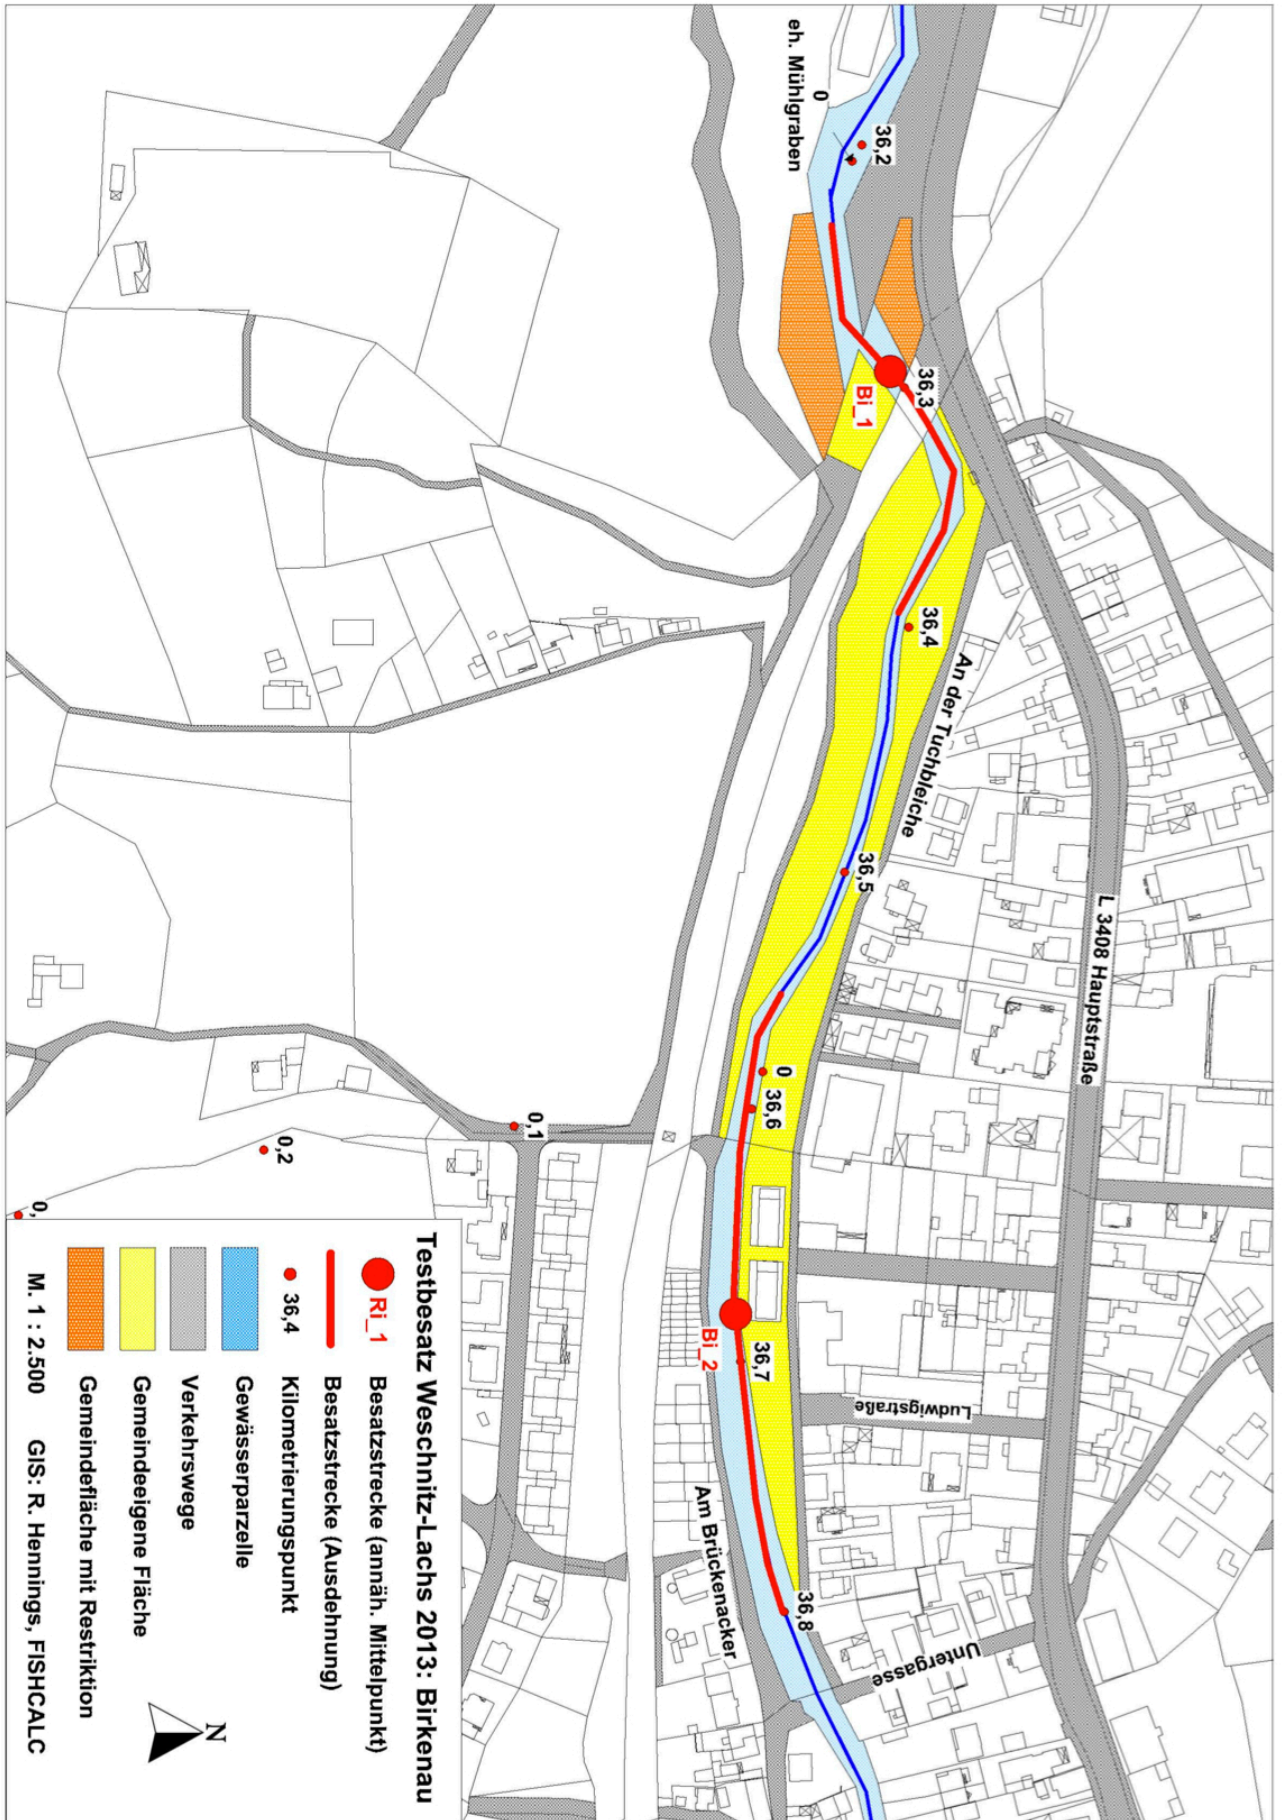 eh. Mühlgraben
0
36,2
36,3
Bi_1
36,4
An der Tuchbleiche
36,5
L 3408 Hauptstraße
0
36,6
0,1
0,2
0,
36,7
Bi_2
Ludwigstraße
Am Brückenacker
36,8
Untergasse
Testbesatz Weschnitz-Lachs 2013: Birkenau
Ri_1 Besatzstrecke (annäh. Mittelpunkt)
Besatzstrecke (Ausdehnung)
36,4 Kilometrierungspunkt
Gewässerparzelle
Verkehrswege
Gemeindeeigene Fläche
Gemeindefläche mit Restriktion
M. 1 : 2.500 GIS: R. Hennings, FISHCALC
N